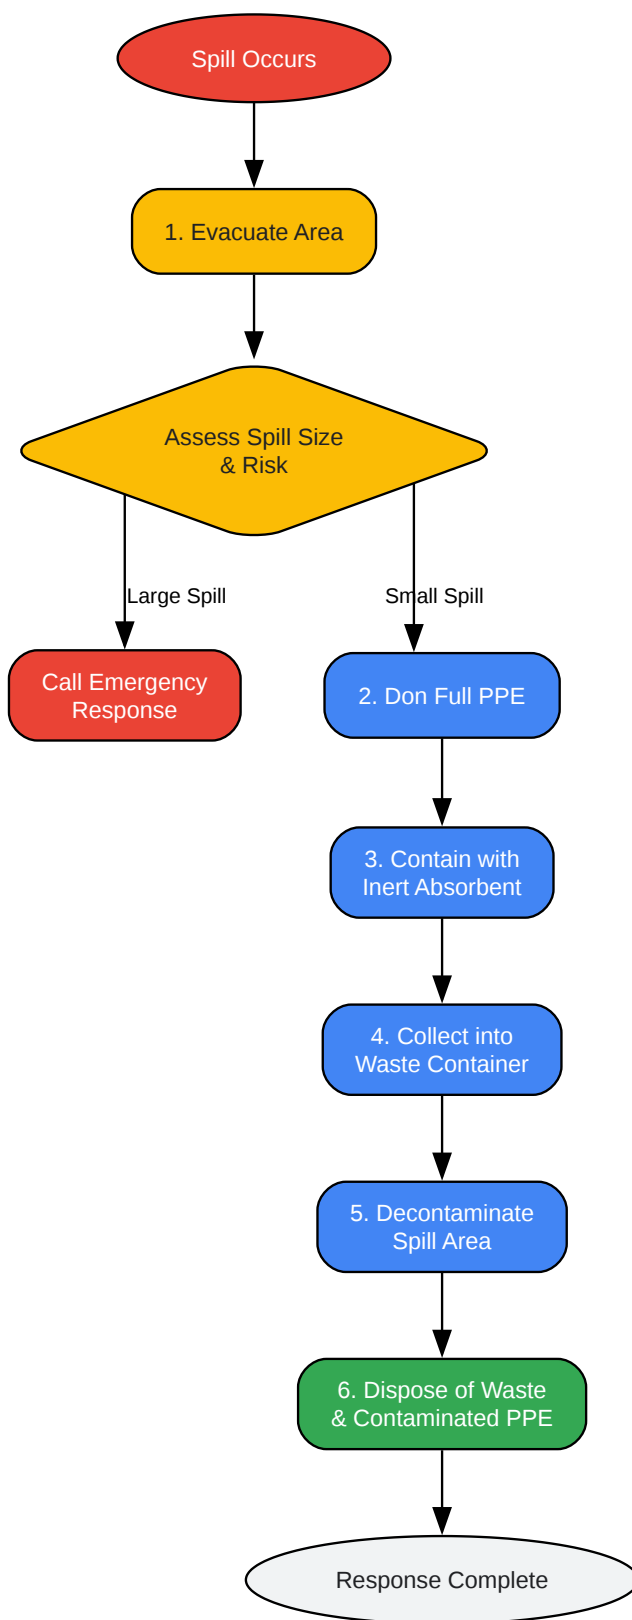 Spill Occurs
1. Evacuate Area
Assess Spill Size
& Risk
Large Spill
Small Spill
Call Emergency
Response
2. Don Full PPE
3. Contain with
Inert Absorbent
4. Collect into
Waste Container
5. Decontaminate
Spill Area
6. Dispose of Waste
& Contaminated PPE
Response Complete